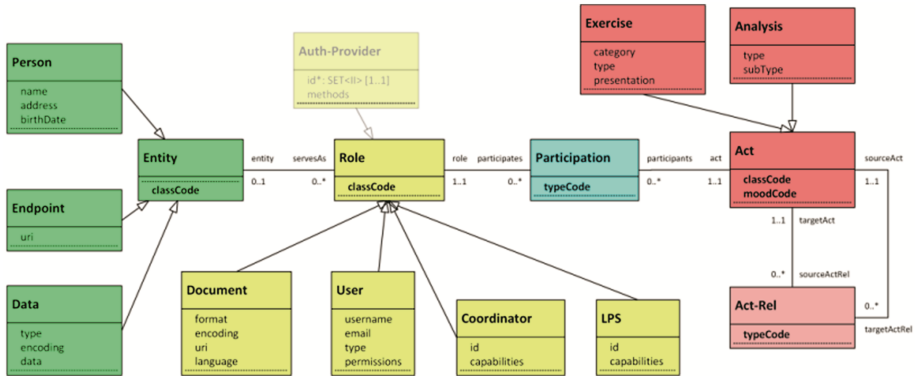 Person
name
address
birthDate
Endpoint
uri
Data
type
encoding
data
Entity
classCode
entity servesAs
0..1 0..*
Auth-Provider
id*: SET<II> [1..1]
methods
Role
classCode
role participates
1..1 0..*
Participation
typeCode
participants act
0..* 1..1
Exercise
category
type
presentation
Analysis
type
subType
Act
classCode
moodCode
sourceAct
1..1
1..1 targetAct
0..* sourceActRel
Act-Rel
typeCode
0..*
targetActRel
Document
format
encoding
uri
language
User
username
email
type
permissions
Coordinator
id
capabilities
LPS
id
capabilities